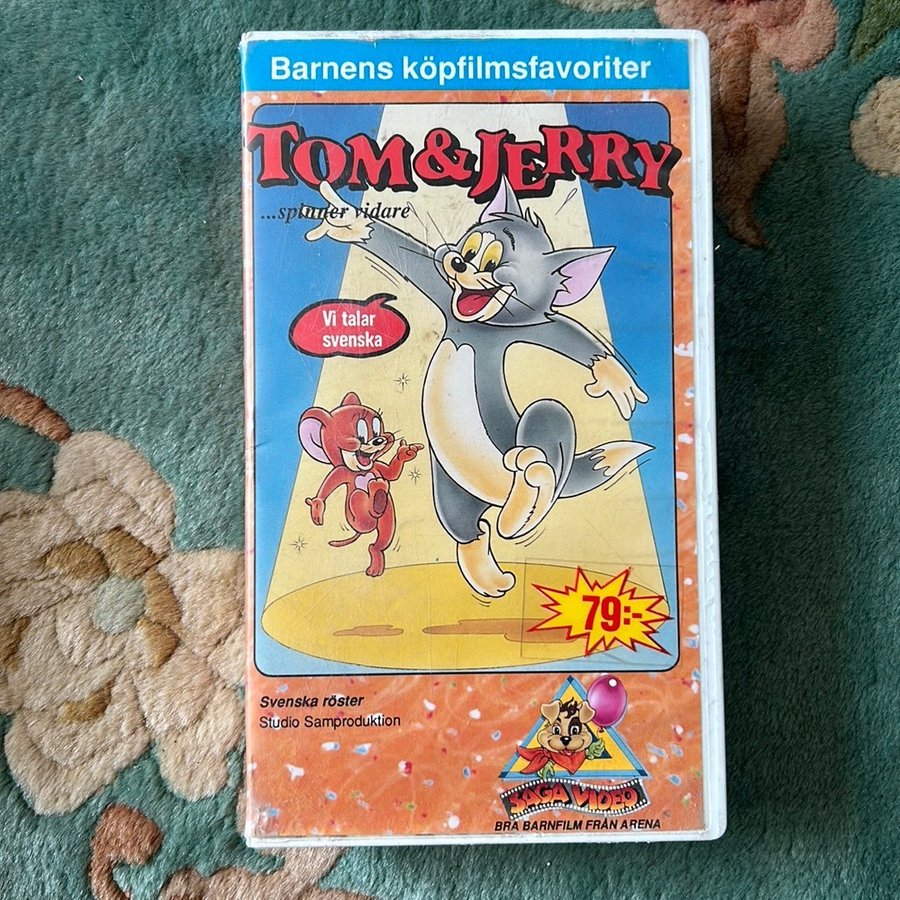 Barnens köpfilmsfavoriter
TOM & JERRY
...spinner vidare
Vi talar
svenska
79:-
Svenska röster
Studio Samproduktion
SAGA VIDEO
BRA BARNFILM FRÅN ARENA